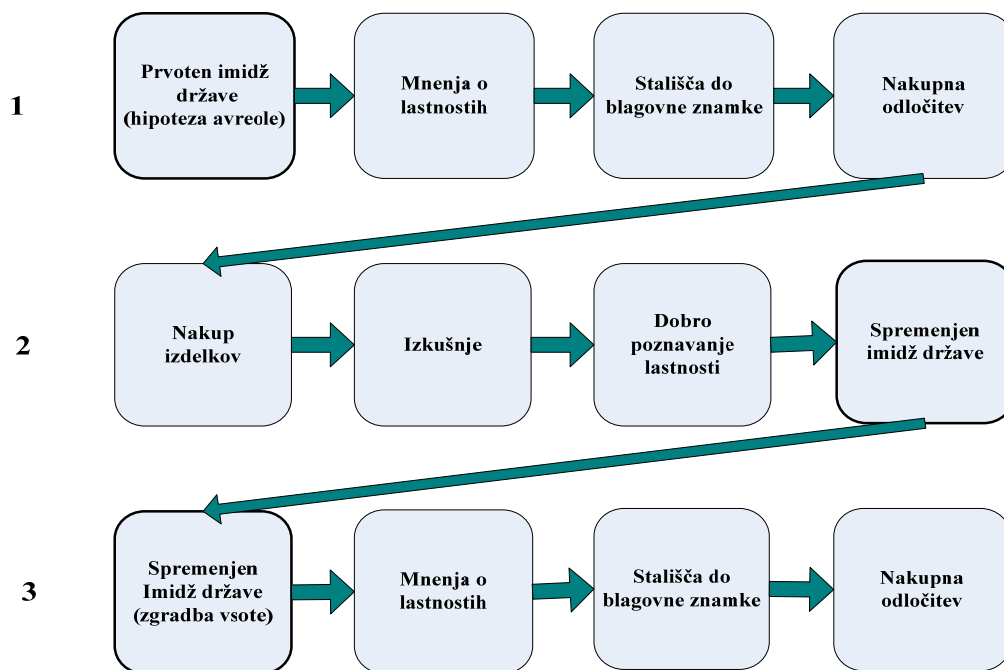 1
Prvoten imidž
države
(hipoteza avreole)
Mnenja o
lastnostih
Stališča do
blagovne znamke
Nakupna
odločitev
2
Nakup
izdelkov
Izkušnje
Dobro
poznavanje
lastnosti
Spremenjen
imidž države
3
Spremenjen
Imidž države
(zgradba vsote)
Mnenja o
lastnostih
Stališča do
blagovne znamke
Nakupna
odločitev